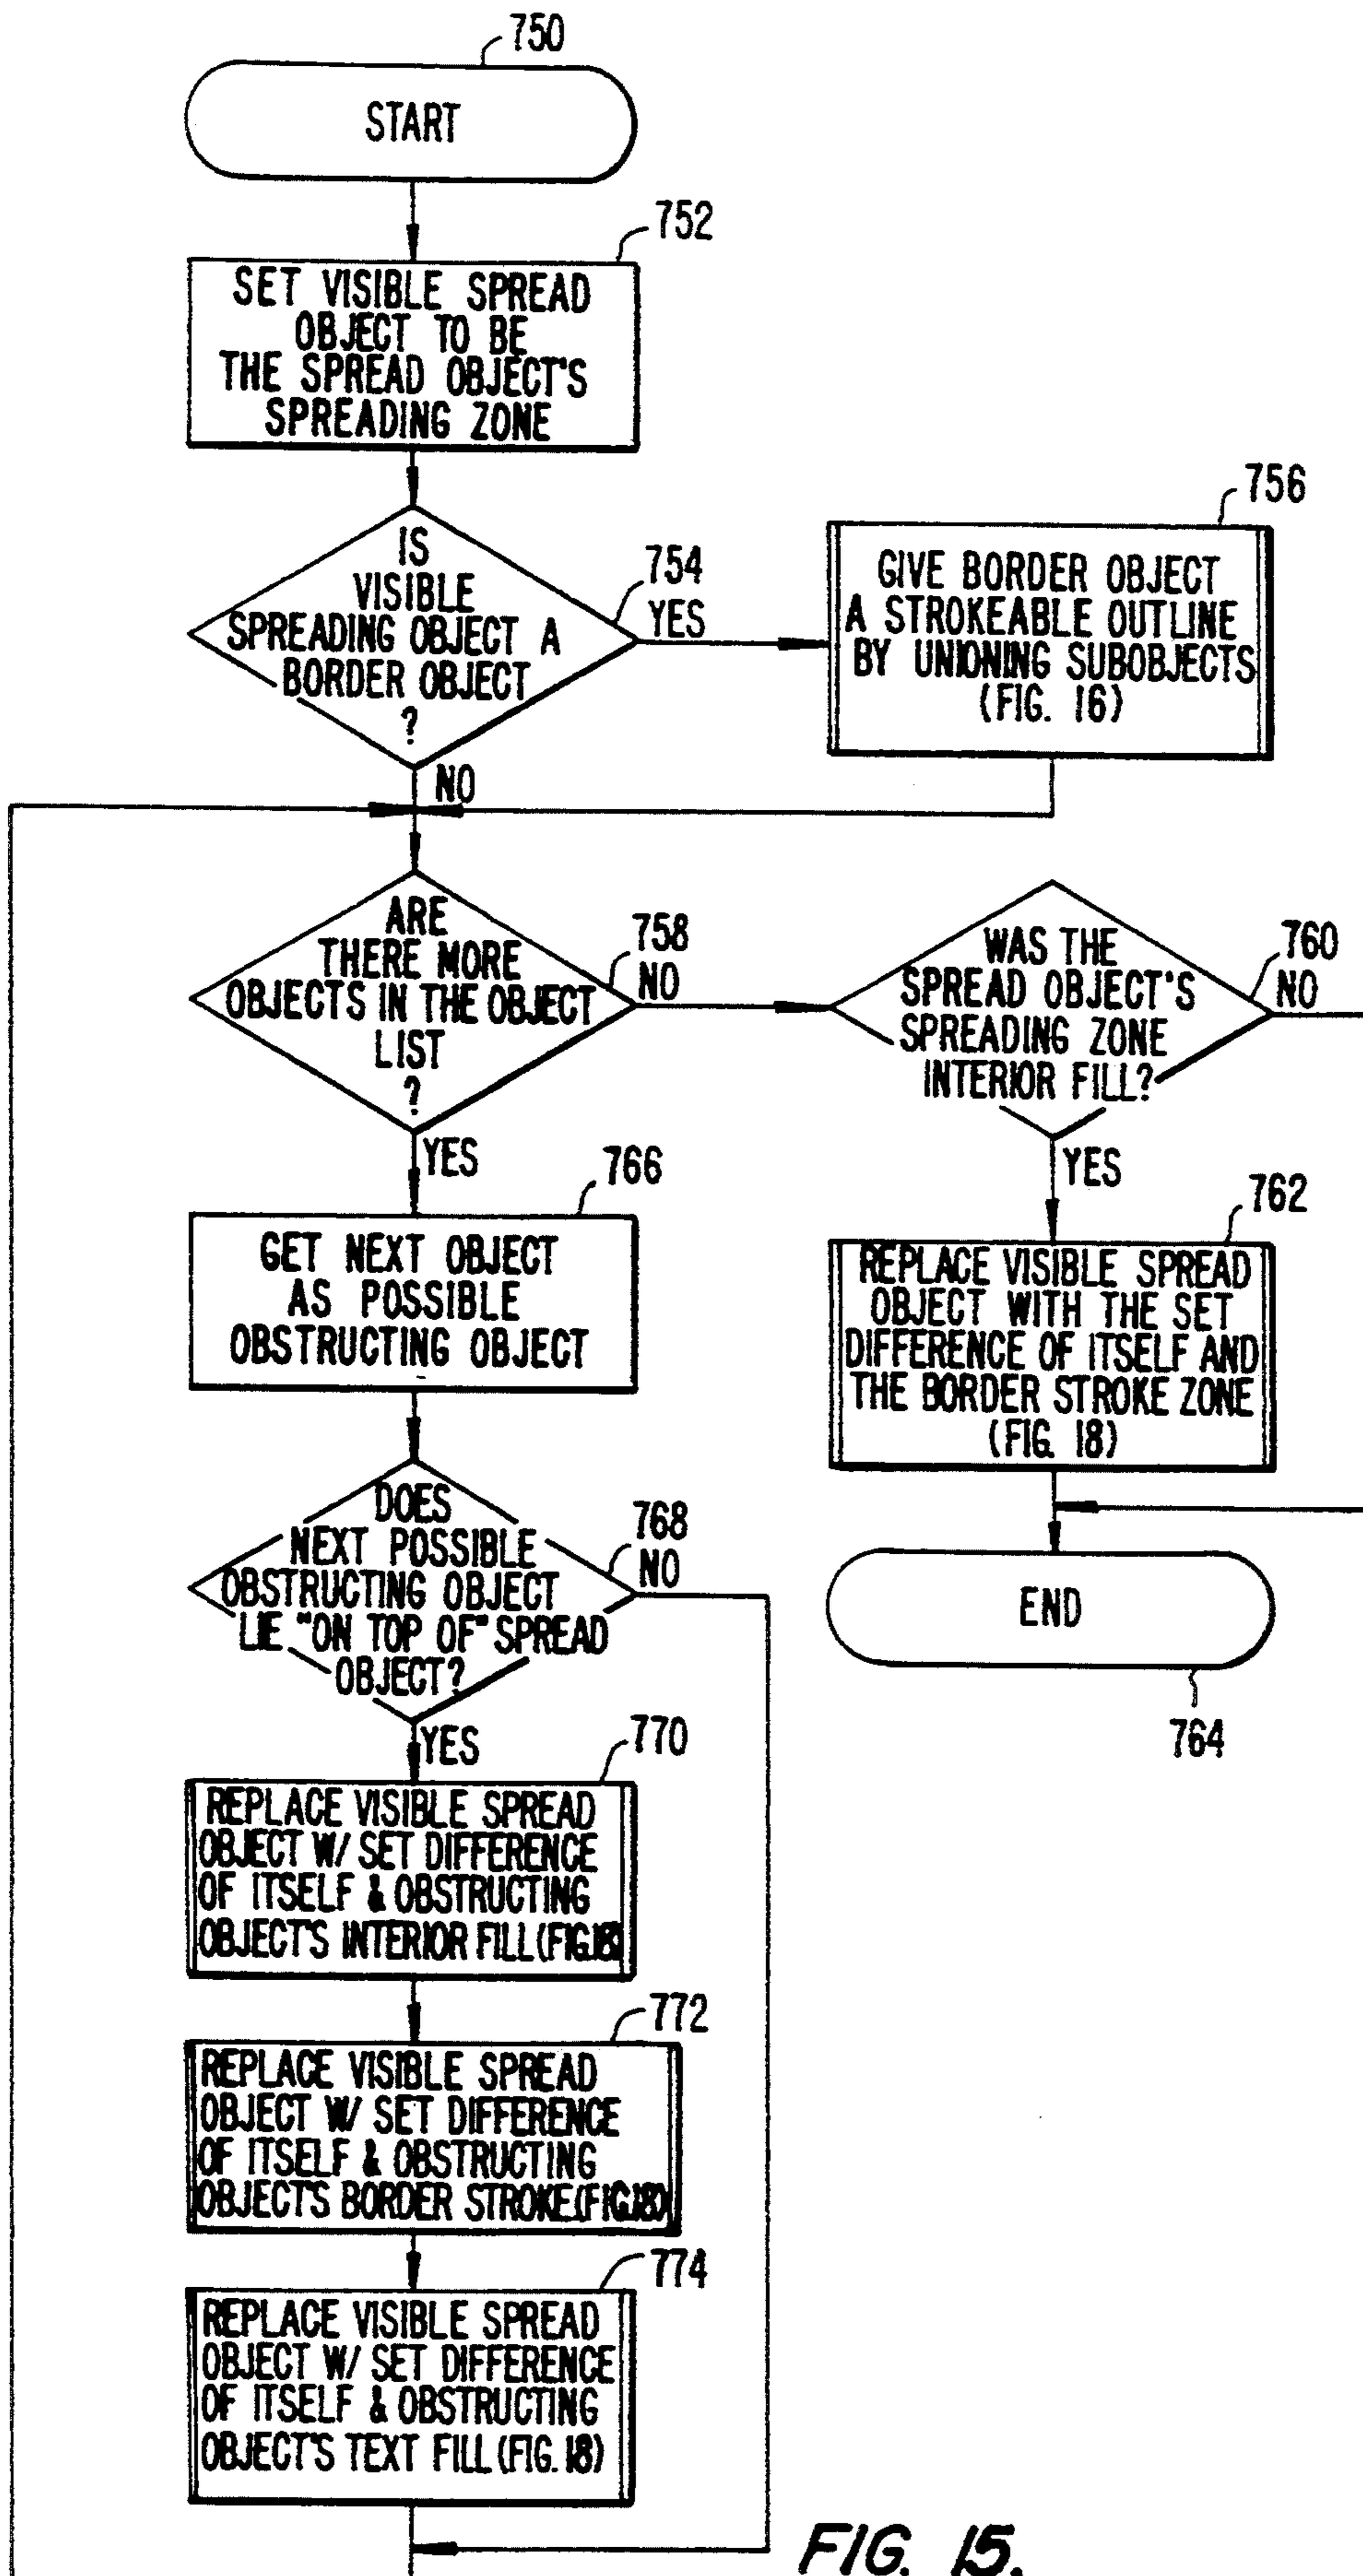 750
START
752
SET VISIBLE SPREAD
OBJECT TO BE
THE SPREAD OBJECT'S
SPREADING ZONE
IS
VISIBLE
SPREADING OBJECT A
BORDER OBJECT
?
754
YES
NO
756
GIVE BORDER OBJECT
A STROKEABLE OUTLINE
BY UNIONING SUBOBJECTS
(FIG. 16)
ARE
THERE MORE
OBJECTS IN THE OBJECT
LIST
?
758
NO
YES
WAS THE
SPREAD OBJECT'S
SPREADING ZONE
INTERIOR FILL?
760
NO
YES
762
REPLACE VISIBLE SPREAD
OBJECT WITH THE SET
DIFFERENCE OF ITSELF AND
THE BORDER STROKE ZONE
(FIG. 18)
END
764
766
GET NEXT OBJECT
AS POSSIBLE
OBSTRUCTING OBJECT
DOES
NEXT POSSIBLE
OBSTRUCTING OBJECT
LIE "ON TOP OF" SPREAD
OBJECT?
768
NO
YES
770
REPLACE VISIBLE SPREAD
OBJECT W/ SET DIFFERENCE
OF ITSELF & OBSTRUCTING
OBJECT'S INTERIOR FILL (FIG.18)
772
REPLACE VISIBLE SPREAD
OBJECT W/ SET DIFFERENCE
OF ITSELF & OBSTRUCTING
OBJECT'S BORDER STROKE (FIG.18)
774
REPLACE VISIBLE SPREAD
OBJECT W/ SET DIFFERENCE
OF ITSELF & OBSTRUCTING
OBJECT'S TEXT FILL (FIG. 18)
FIG. 15.